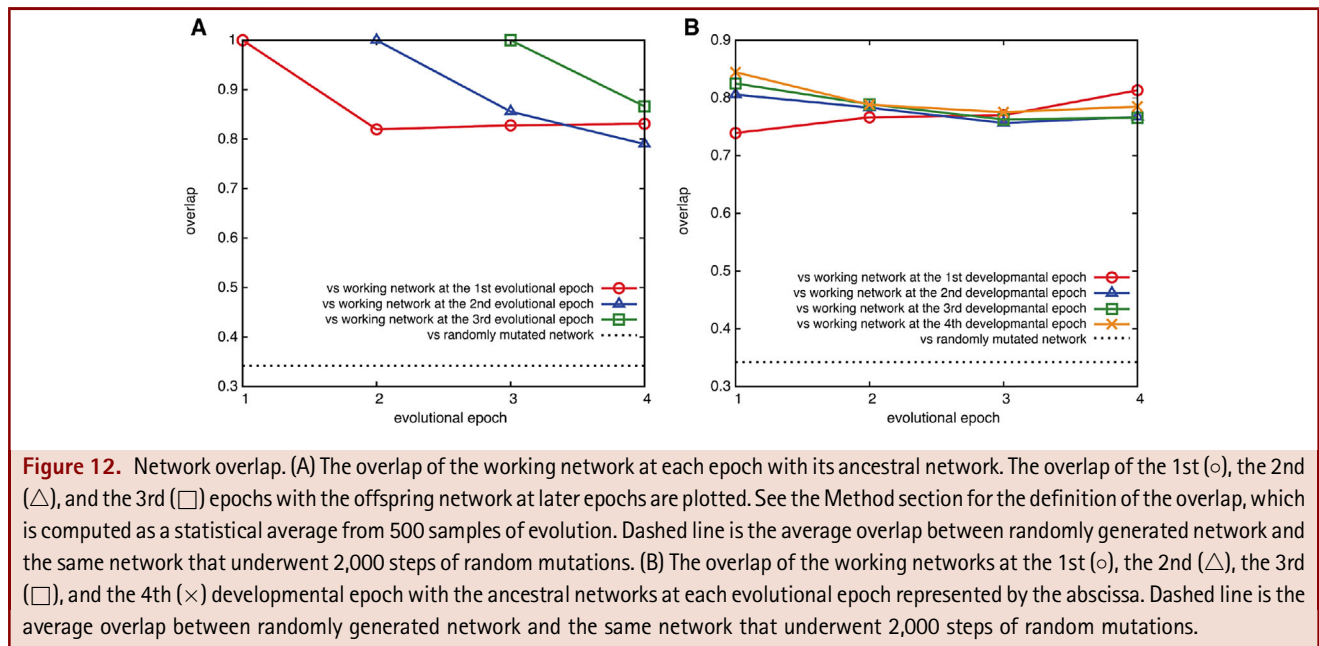 A
1
0.9
0.8
0.7
0.6
0.5
0.4
0.3
overlap
vs working network at the 1st evolutional epoch
vs working network at the 2nd evolutional epoch
vs working network at the 3rd evolutional epoch
vs randomly mutated network
1 2 3 4
evolutional epoch
B
0.9
0.8
0.7
0.6
0.5
0.4
0.3
overlap
vs working network at the 1st developmantal epoch
vs working network at the 2nd developmantal epoch
vs working network at the 3rd developmantal epoch
vs working network at the 4th developmantal epoch
vs randomly mutated network
1 2 3 4
evolutional epoch
Figure 12. Network overlap. (A) The overlap of the working network at each epoch with its ancestral network. The overlap of the 1st (○), the 2nd
(△), and the 3rd (□) epochs with the offspring network at later epochs are plotted. See the Method section for the definition of the overlap, which
is computed as a statistical average from 500 samples of evolution. Dashed line is the average overlap between randomly generated network and
the same network that underwent 2,000 steps of random mutations. (B) The overlap of the working networks at the 1st (○), the 2nd (△), the 3rd
(□), and the 4th (×) developmental epoch with the ancestral networks at each evolutional epoch represented by the abscissa. Dashed line is the
average overlap between randomly generated network and the same network that underwent 2,000 steps of random mutations.